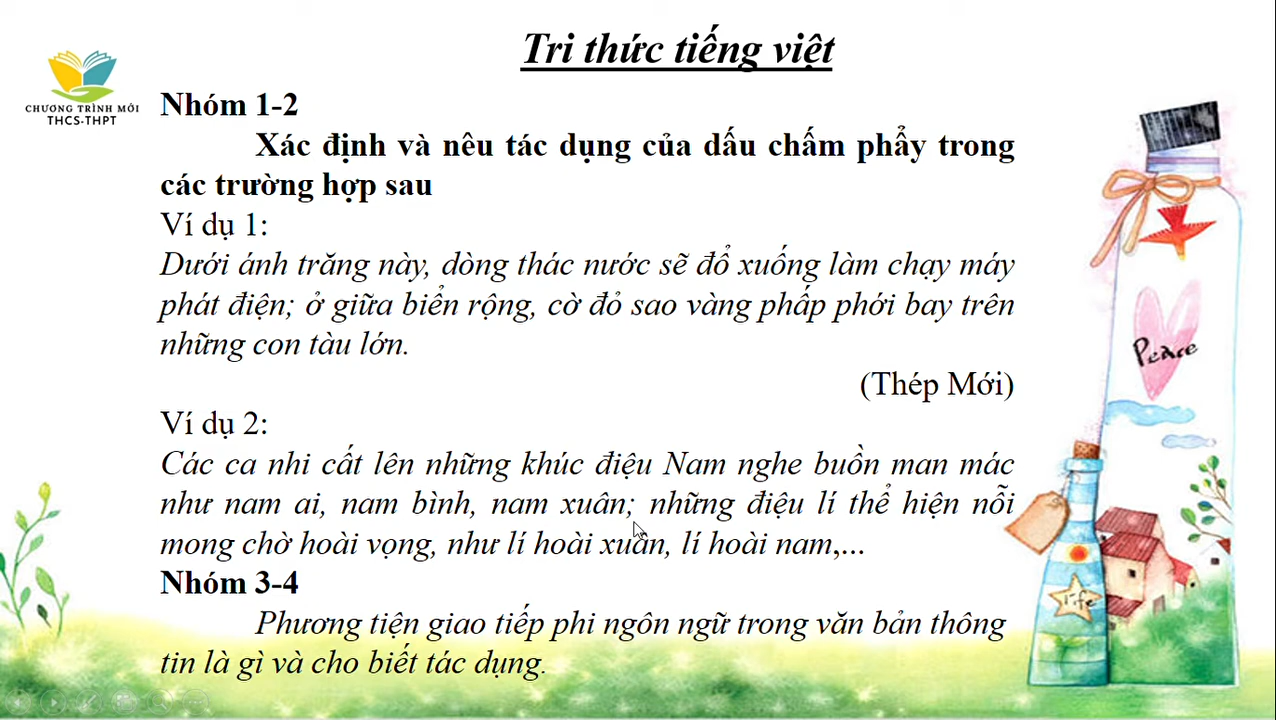 Tri thức tiếng việt
CHƯƠNG TRÌNH MỚI
THCS-THPT
Nhóm 1-2
Xác định và nêu tác dụng của dấu chấm phẩy trong
các trường hợp sau
Ví dụ 1:
Dưới ánh trăng này, dòng thác nước sẽ đổ xuống làm chạy máy
phát điện; ở giữa biển rộng, cờ đỏ sao vàng phấp phới bay trên
những con tàu lớn.
(Thép Mới)
Ví dụ 2:
Các ca nhi cất lên những khúc điệu Nam nghe buồn man mác
như nam ai, nam bình, nam xuân; những điệu lí thể hiện nỗi
mong chờ hoài vọng, như lí hoài xuân, lí hoài nam,...
Nhóm 3-4
Phương tiện giao tiếp phi ngôn ngữ trong văn bản thông
tin là gì và cho biết tác dụng.
Peace
life